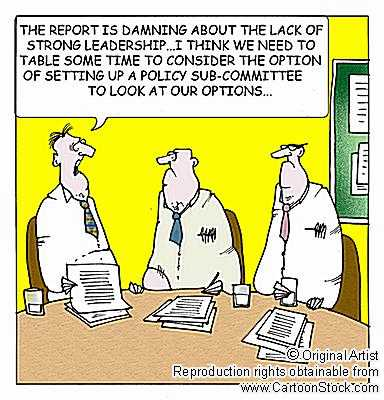 THE REPORT IS DAMNING ABOUT THE LACK OF
STRONG LEADERSHIP...I THINK WE NEED TO
TABLE SOME TIME TO CONSIDER THE OPTION
OF SETTING UP A POLICY SUB-COMMITTEE
TO LOOK AT OUR OPTIONS...
© Original Artist
Reproduction rights obtainable from
www.CartoonStock.com